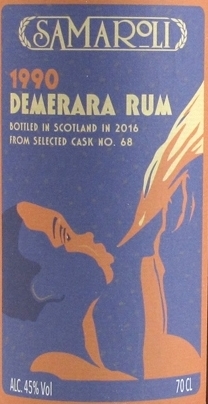 SAMAROLI
1990
DEMERARA RUM
BOTTLED IN SCOTLAND IN 2016
FROM SELECTED CASK NO. 68
ALC. 45% Vol
70 CL